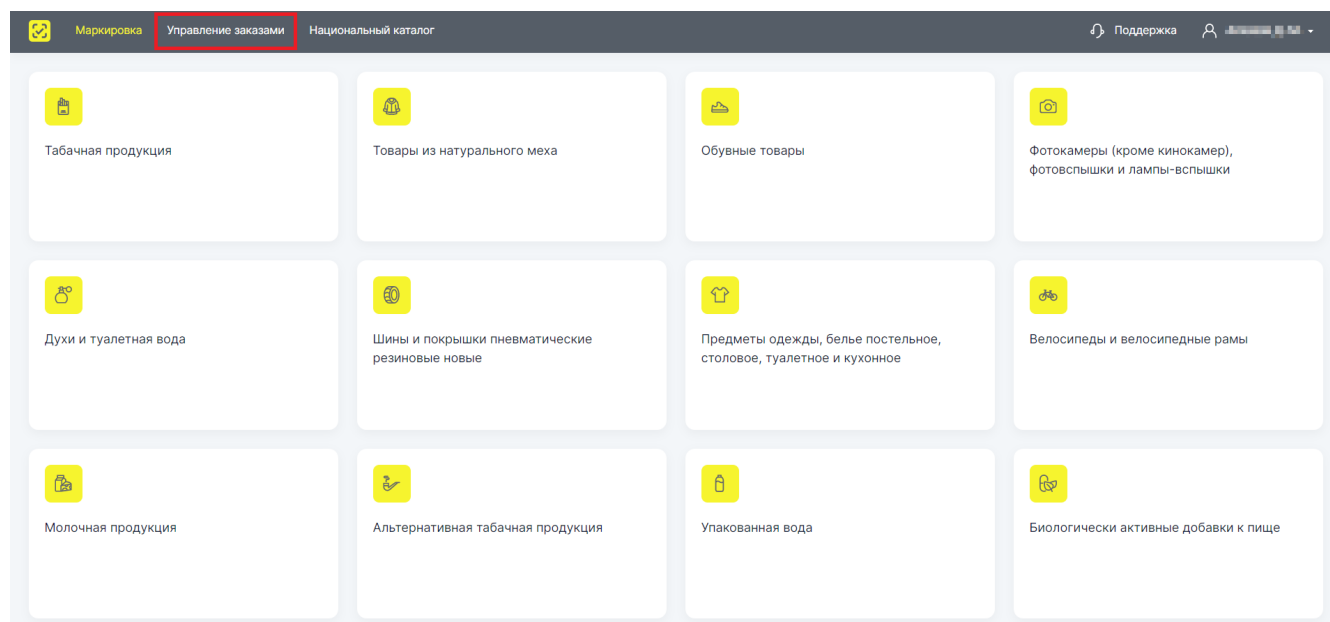 Маркировка Управление заказами Национальный каталог Поддержка
Табачная продукция
Товары из натурального меха
Обувные товары
Фотокамеры (кроме кинокамер),
фотовспышки и лампы-вспышки
Духи и туалетная вода
Шины и покрышки пневматические
резиновые новые
Предметы одежды, белье постельное,
столовое, туалетное и кухонное
Велосипеды и велосипедные рамы
Молочная продукция
Альтернативная табачная продукция
Упакованная вода
Биологически активные добавки к пище